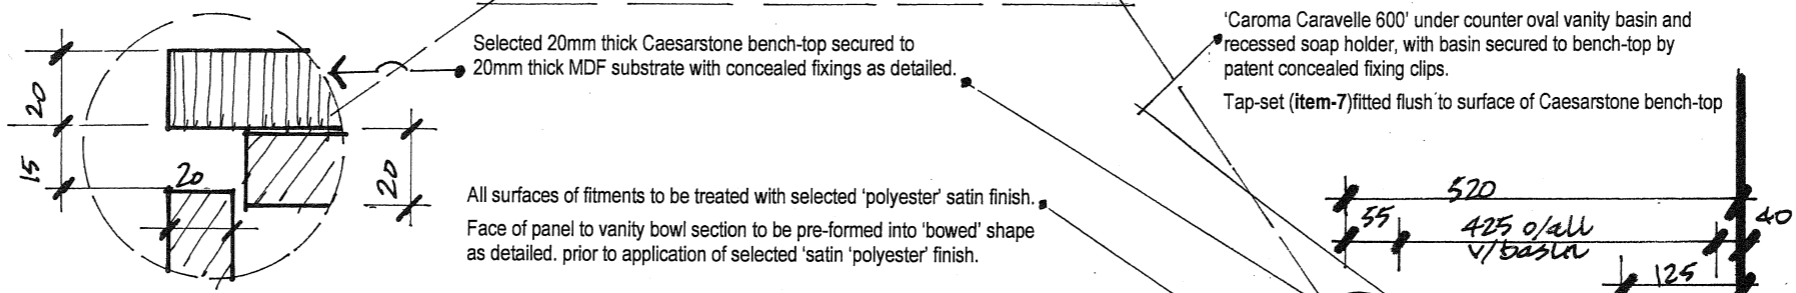 Selected 20mm thick Caesarstone bench-top secured to
20mm thick MDF substrate with concealed fixings as detailed.
All surfaces of fitments to be treated with selected 'polyester' satin finish.
Face of panel to vanity bowl section to be pre-formed into 'bowed' shape
as detailed. prior to application of selected 'satin 'polyester' finish.
'Caroma Caravelle 600' under counter oval vanity basin and
recessed soap holder, with basin secured to bench-top by
patent concealed fixing clips.
Tap-set (item-7)fitted flush to surface of Caesarstone bench-top
20
15
20
20
520
55
425 o/all
v/basin
40
125